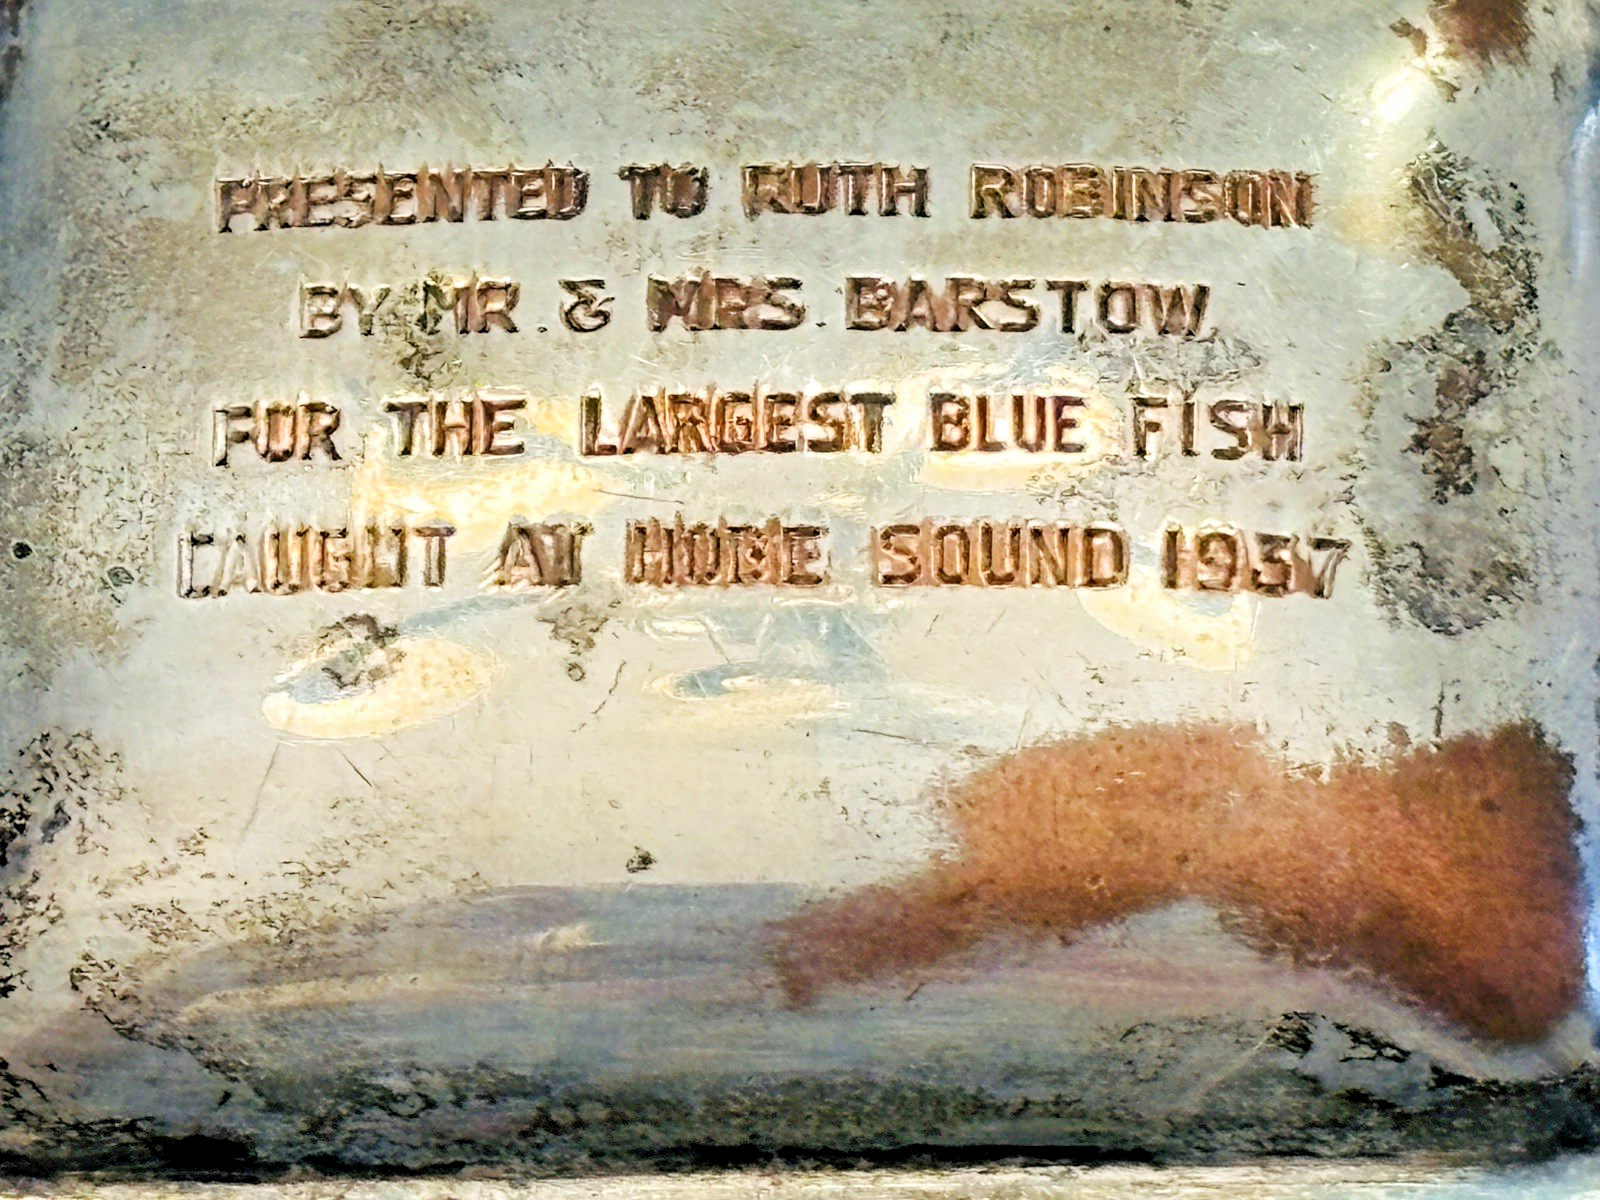 PRESENTED TO RUTH ROBINSON
BY MR. & MRS. BARSTOW,
FOR THE LARGEST BLUE FISH
CAUGHT AT HOBE SOUND 1937